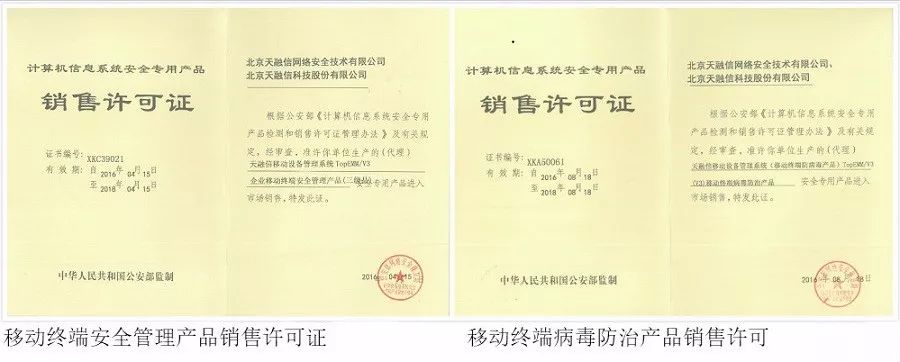 计算机信息系统安全专用产品
销售许可证
证书编号: XKC39021
有效期: 自 2016年 04月 15日
至 2018年 04月 15日
中华人民共和国公安部监制
北京天融信网络安全技术有限公司
北京天融信科技股份有限公司
根据公安部《计算机信息系统安全专用
产品检测和销售许可证管理办法》及有关规
定，经审查，准许你单位生产的(代理)
天融信移动设备管理系统TopEMM/V3
企业移动终端安全管理产品(三级品) 安全专用产品进入
市场销售，特发此证。
2016 04 15
移动终端安全管理产品销售许可证
计算机信息系统安全专用产品
销售许可证
证书编号: XKA50061
有效期: 自 2016年 08月 18日
至 2018年 08月 18日
中华人民共和国公安部监制
北京天融信网络安全技术有限公司、
北京天融信科技股份有限公司
根据公安部《计算机信息系统安全专用
产品检测和销售许可证管理办法》及有关规
定，经审查，准许你单位生产的(代理)
天融信移动设备管理系统(移动终端防病毒产品)TopEMM/V3
(V3)移动终端病毒防治产品 安全专用产品进入
市场销售，特发此证。
2016 08 18日
移动终端病毒防治产品销售许可